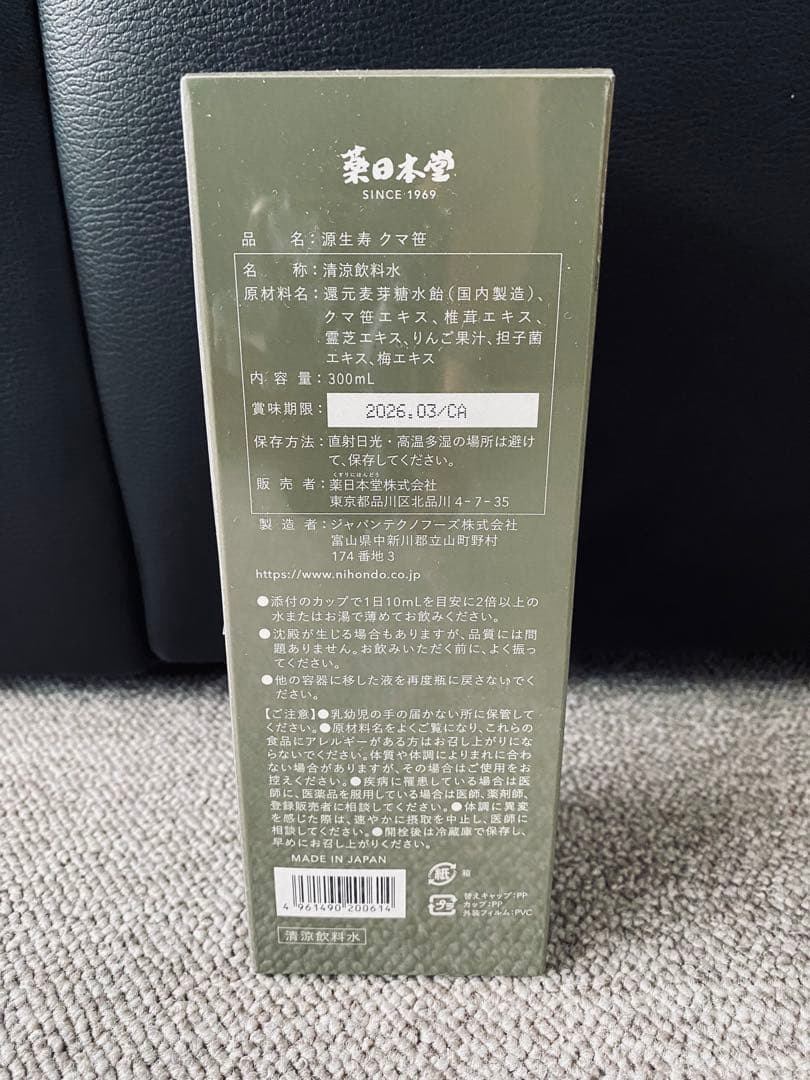 薬日本堂
SINCE 1969
品　名：源生寿 クマ笹
名　称：清涼飲料水
原材料名：還元麦芽糖水飴(国内製造)、
クマ笹エキス、椎茸エキス、
霊芝エキス、りんご果汁、担子菌
エキス、梅エキス
内容量：300mL
賞味期限：2026.03/CA
保存方法：直射日光・高温多湿の場所は避け
て、保存してください。
くすりにほんどう
販売者：薬日本堂株式会社
東京都品川区北品川4-7-35
製造者：ジャパンテクノフーズ株式会社
富山県中新川郡立山町野村
174番地3
https://www.nihondo.co.jp
●添付のカップで1日10mLを目安に2倍以上の
水またはお湯で薄めてお飲みください。
●沈殿が生じる場合もありますが、品質には問
題ありません。お飲みいただく前に、よく振っ
てください。
●他の容器に移した液を再度瓶に戻さないでく
ださい。
【ご注意】●乳幼児の手の届かない所に保管して
ください。●原材料名をよくご覧になり、これらの
食品にアレルギーがある方はお召し上がりになら
ないでください。体質や体調によりまれに合わ
ない場合がありますが、その場合はご使用をお
控えください。●疾病に罹患している場合は医
師に、医薬品を服用している場合は医師、薬剤師、
登録販売者に相談してください。●体調に異変
を感じた際は、速やかに摂取を中止し、医師に
相談してください。●開栓後は冷蔵庫で保存し、
早めにお召し上がりください。
MADE IN JAPAN
紙 箱
プラ 替えキャップ：PP
カップ：PP
外装フィルム：PVC
4 961490 200614
清涼飲料水